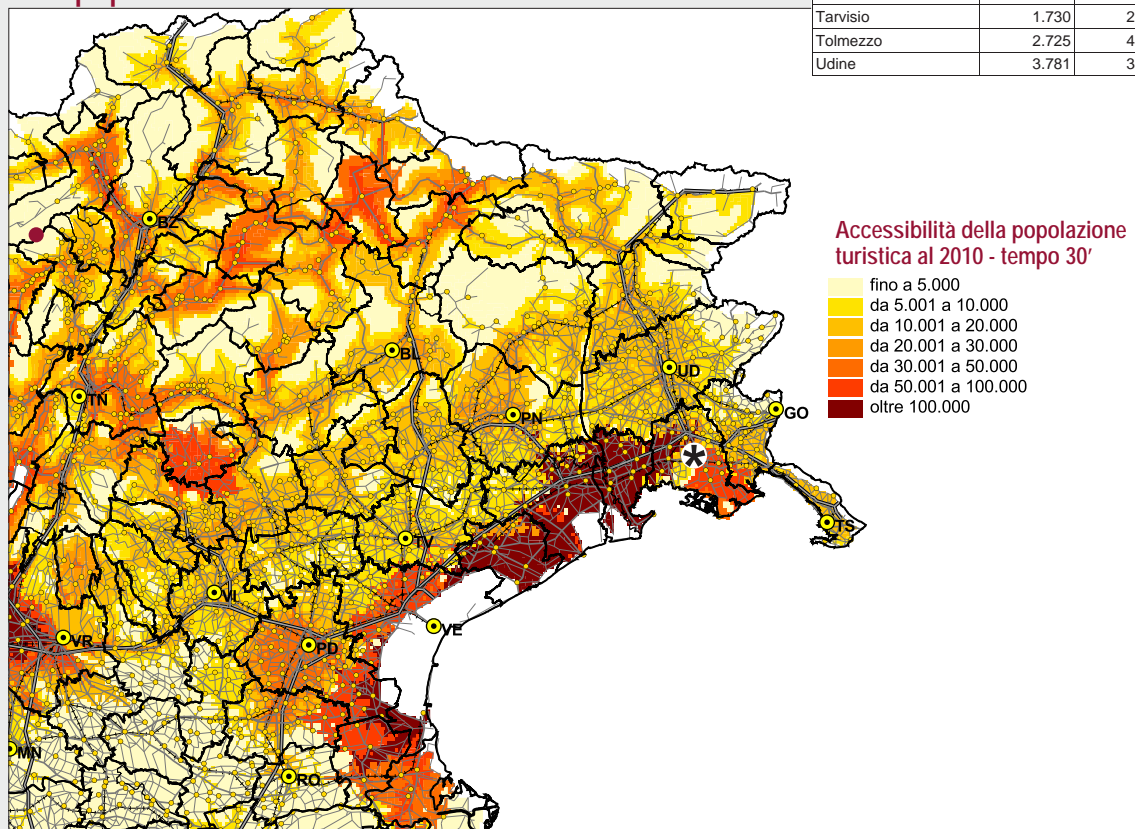 Tarvisio 1.730 2
Tolmezzo 2.725 4
Udine 3.781 3
Accessibilità della popolazione
turistica al 2010 - tempo 30'
fino a 5.000
da 5.001 a 10.000
da 10.001 a 20.000
da 20.001 a 30.000
da 30.001 a 50.000
da 50.001 a 100.000
oltre 100.000
BZ
BL
UD
TN
PN
GO
*
TS
TV
VI
VE
VR
PD
MN
RO